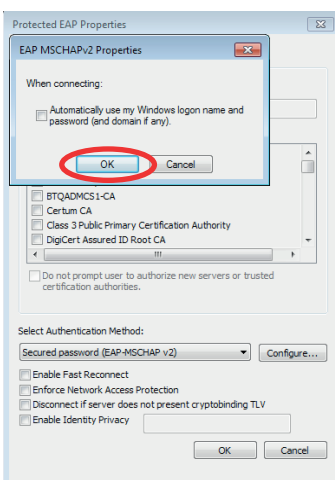 Protected EAP Properties
EAP MSCHAPv2 Properties
When connecting:
Automatically use my Windows logon name and
password (and domain if any).
OK
Cancel
BTQADMCS1-CA
Certum CA
Class 3 Public Primary Certification Authority
DigiCert Assured ID Root CA
Do not prompt user to authorize new servers or trusted
certification authorities.
Select Authentication Method:
Secured password (EAP-MSCHAP v2)
Configure...
Enable Fast Reconnect
Enforce Network Access Protection
Disconnect if server does not present cryptobinding TLV
Enable Identity Privacy
OK
Cancel